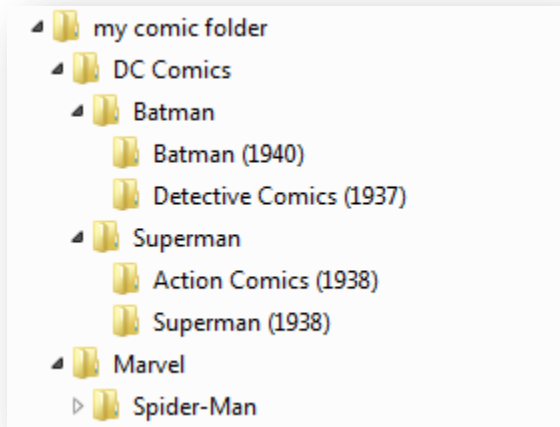 my comic folder
DC Comics
Batman
Batman (1940)
Detective Comics (1937)
Superman
Action Comics (1938)
Superman (1938)
Marvel
Spider-Man